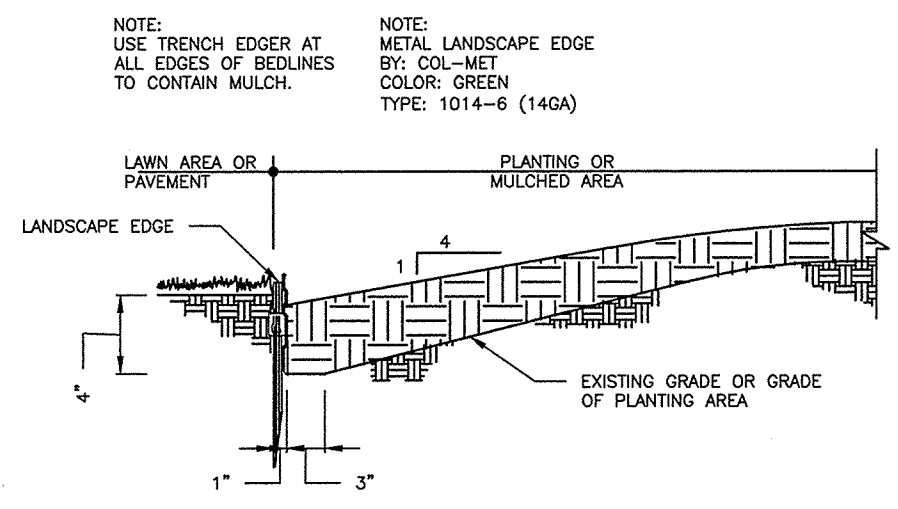 NOTE:
USE TRENCH EDGER AT
ALL EDGES OF BEDLINES
TO CONTAIN MULCH.
NOTE:
METAL LANDSCAPE EDGE
BY: COL-MET
COLOR: GREEN
TYPE: 1014-6 (14GA)
LAWN AREA OR
PAVEMENT
PLANTING OR
MULCHED AREA
LANDSCAPE EDGE
4
1
4"
EXISTING GRADE OR GRADE
OF PLANTING AREA
1"
3"